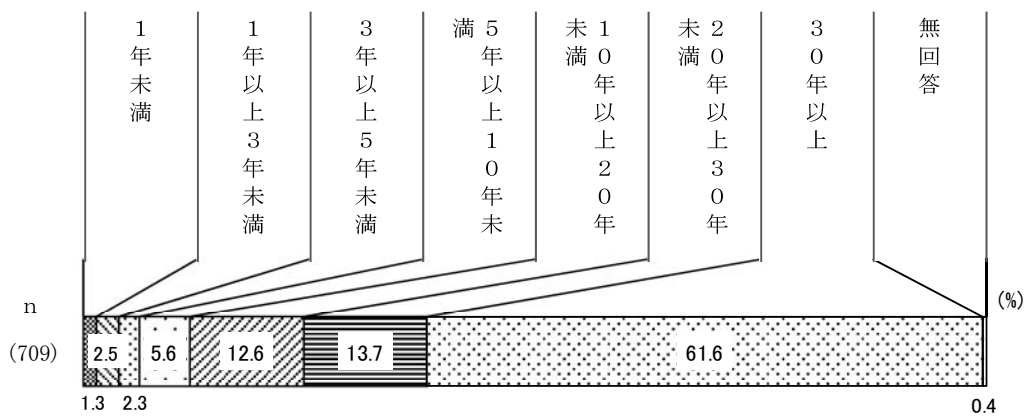 １年未満
１年以上３年未満
３年以上５年未満
５年以上１０年未
満
１０年以上２０年
未満
２０年以上３０年
未満
３０年以上
無回答
n
(%)
(709)
2.5
5.6
12.6
13.7
61.6
1.3
2.3
0.4